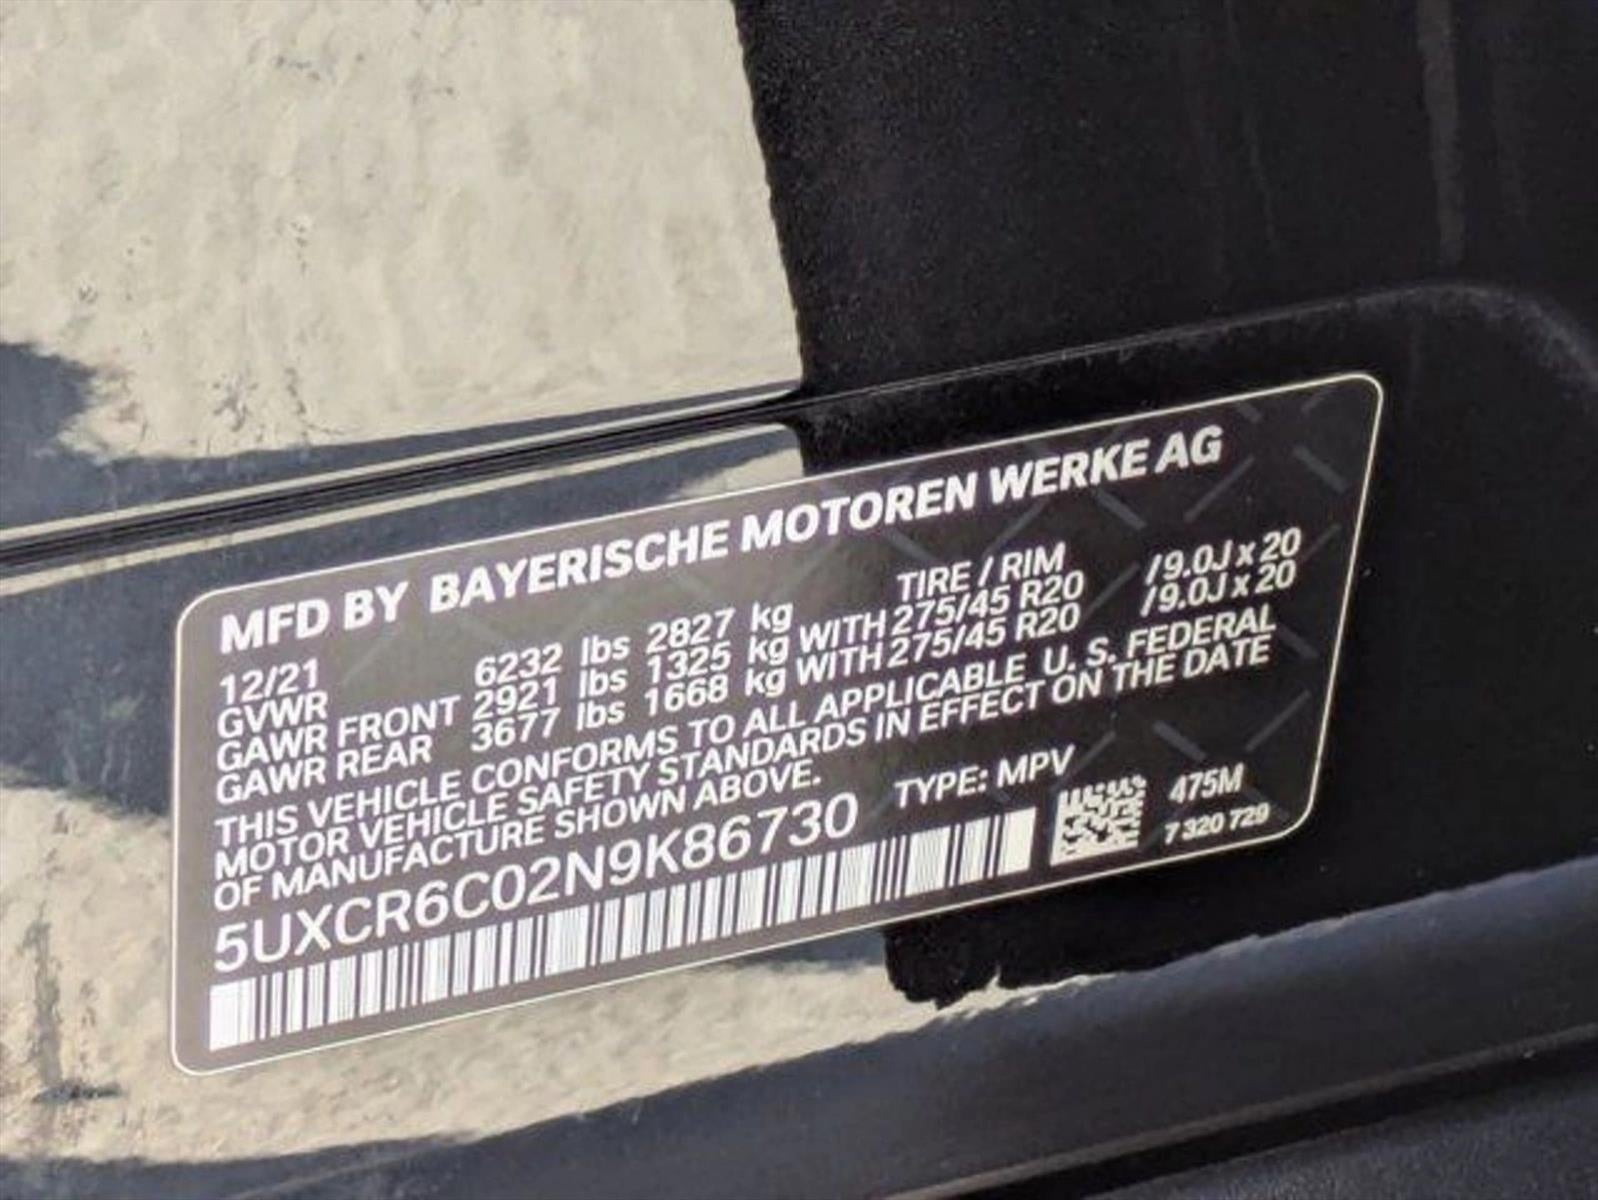 MFD BY BAYERISCHE MOTOREN WERKE AG
12/21 TIRE / RIM
GVWR 6232 lbs 2827 kg
GAWR FRONT 2921 lbs 1325 kg WITH 275/45 R20 /9.0J x 20
GAWR REAR 3677 lbs 1668 kg WITH 275/45 R20 /9.0J x 20
THIS VEHICLE CONFORMS TO ALL APPLICABLE U. S. FEDERAL
MOTOR VEHICLE SAFETY STANDARDS IN EFFECT ON THE DATE
OF MANUFACTURE SHOWN ABOVE.
5UXCR6C02N9K86730 TYPE: MPV
475M
7 320 729